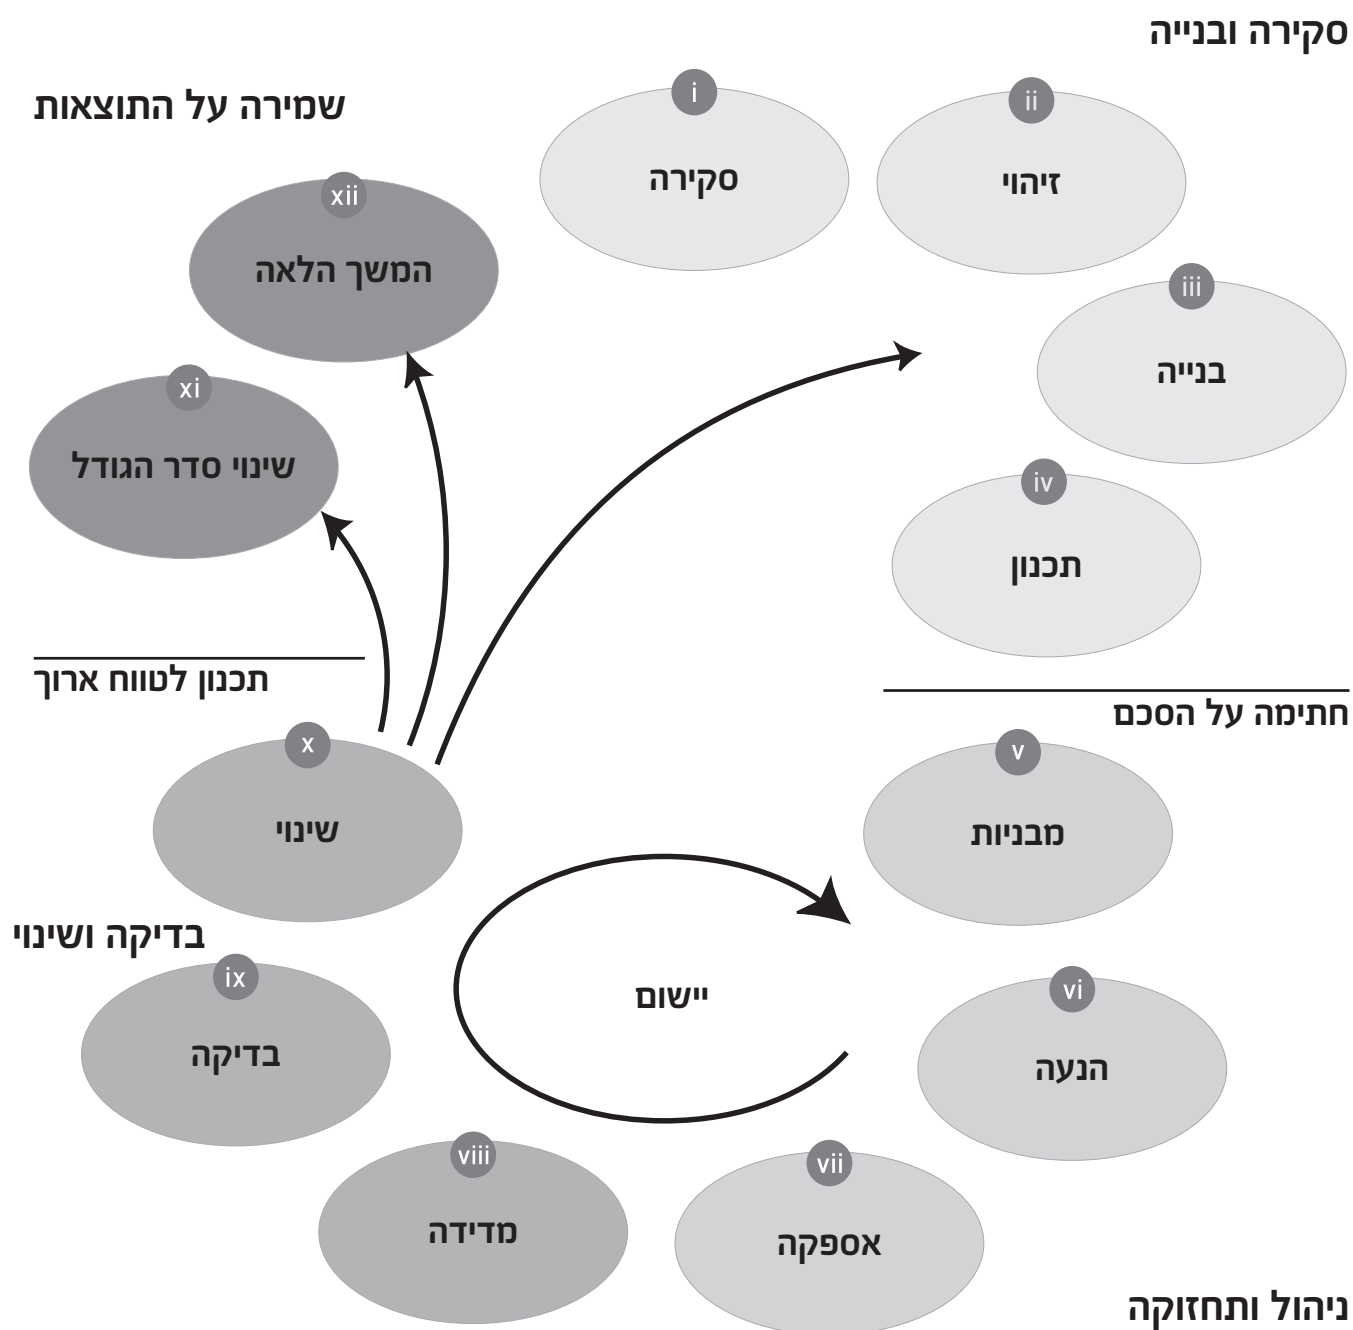 סקירה ובנייה
i
סקירה
ii
זיהוי
iii
בנייה
iv
תכנון
חתימה על הסכם
v
מבניות
vi
הנעה
vii
אספקה
ניהול ותחזוקה
viii
מדידה
ix
בדיקה
בדיקה ושינוי
x
שינוי
תכנון לטווח ארוך
xi
שינוי סדר הגודל
xii
המשך הלאה
שמירה על התוצאות
יישום